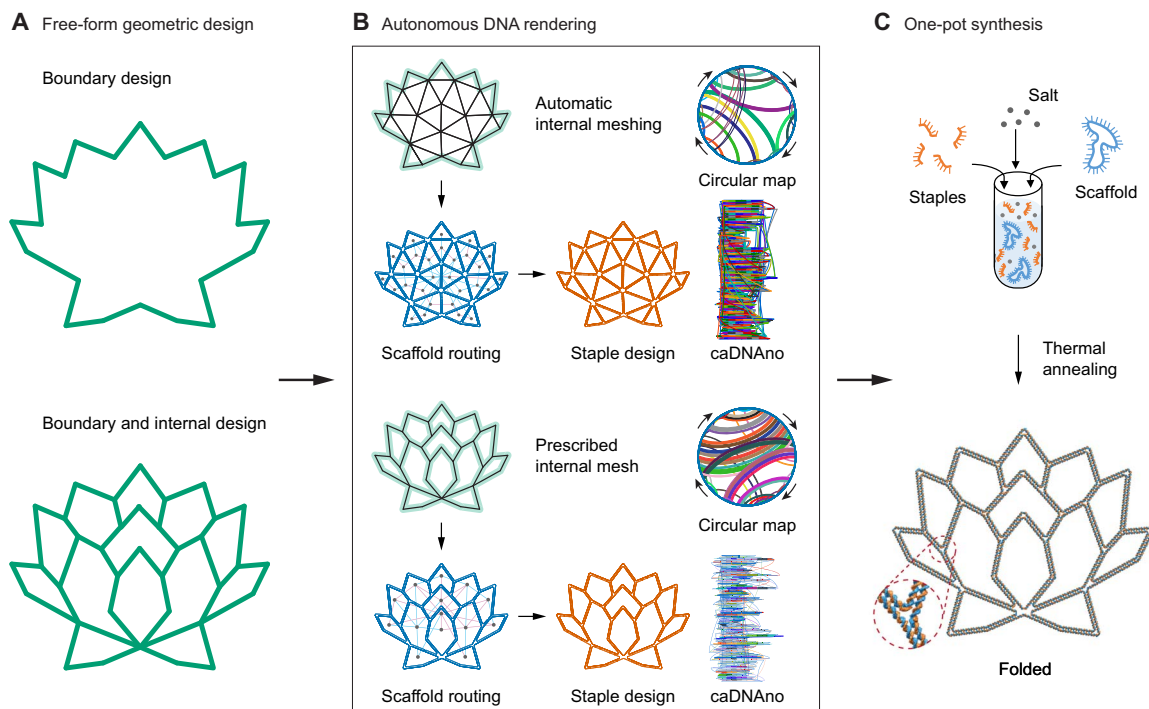 A Free-form geometric design
Boundary design
Boundary and internal design
B Autonomous DNA rendering
Automatic
internal meshing
Circular map
Scaffold routing
Staple design
caDNAno
Prescribed
internal mesh
Circular map
Scaffold routing
Staple design
caDNAno
C One-pot synthesis
Salt
Staples
Scaffold
Thermal
annealing
Folded